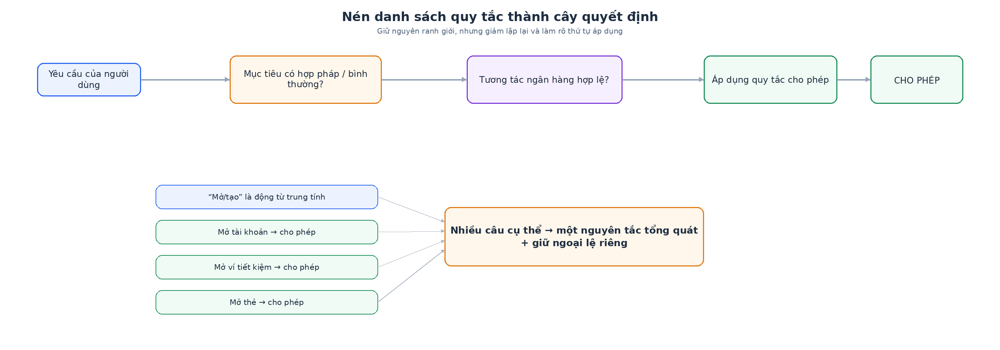 Nén danh sách quy tắc thành cây quyết định
Giữ nguyên ranh giới, nhưng giảm lặp lại và làm rõ thứ tự áp dụng
Yêu cầu của người
dùng
Mục tiêu có hợp pháp / bình
thường?
Tương tác ngân hàng hợp lệ?
Áp dụng quy tắc cho phép
CHO PHÉP
“Mở/tạo” là động từ trung tính
Mở tài khoản → cho phép
Mở ví tiết kiệm → cho phép
Mở thẻ → cho phép
Nhiều câu cụ thể → một nguyên tắc tổng quát
+ giữ ngoại lệ riêng